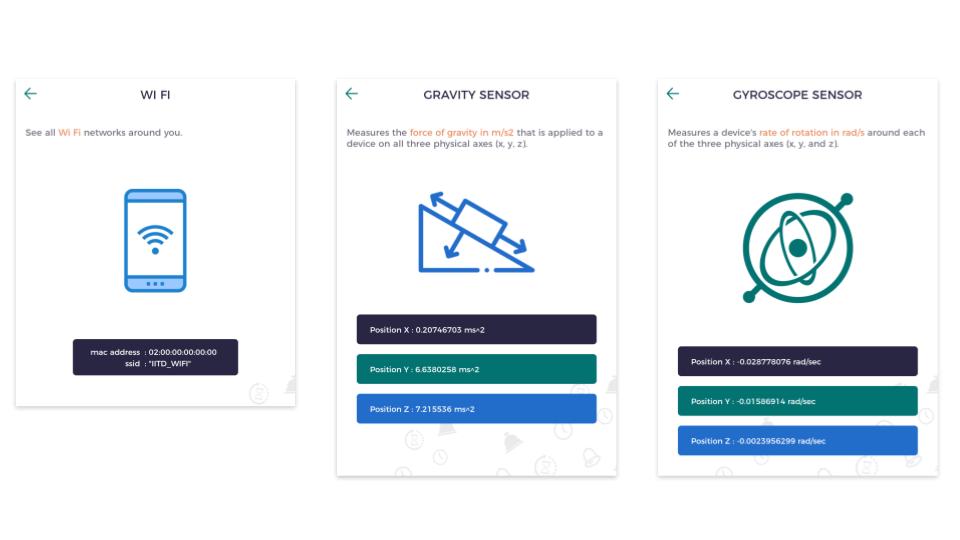 WI FI
See all Wi Fi networks around you.
mac address : 02:00:00:00:00:00
ssid : "IITD_WIFI"
GRAVITY SENSOR
Measures the force of gravity in m/s2 that is applied to a
device on all three physical axes (x, y, z).
Position X : 0.20746703 ms^2
Position Y : 6.6380258 ms^2
Position Z : 7.215536 ms^2
GYROSCOPE SENSOR
Measures a device's rate of rotation in rad/s around each
of the three physical axes (x, y, and z).
Position X : -0.028778076 rad/sec
Position Y : -0.01586914 rad/sec
Position Z : -0.0023956299 rad/sec